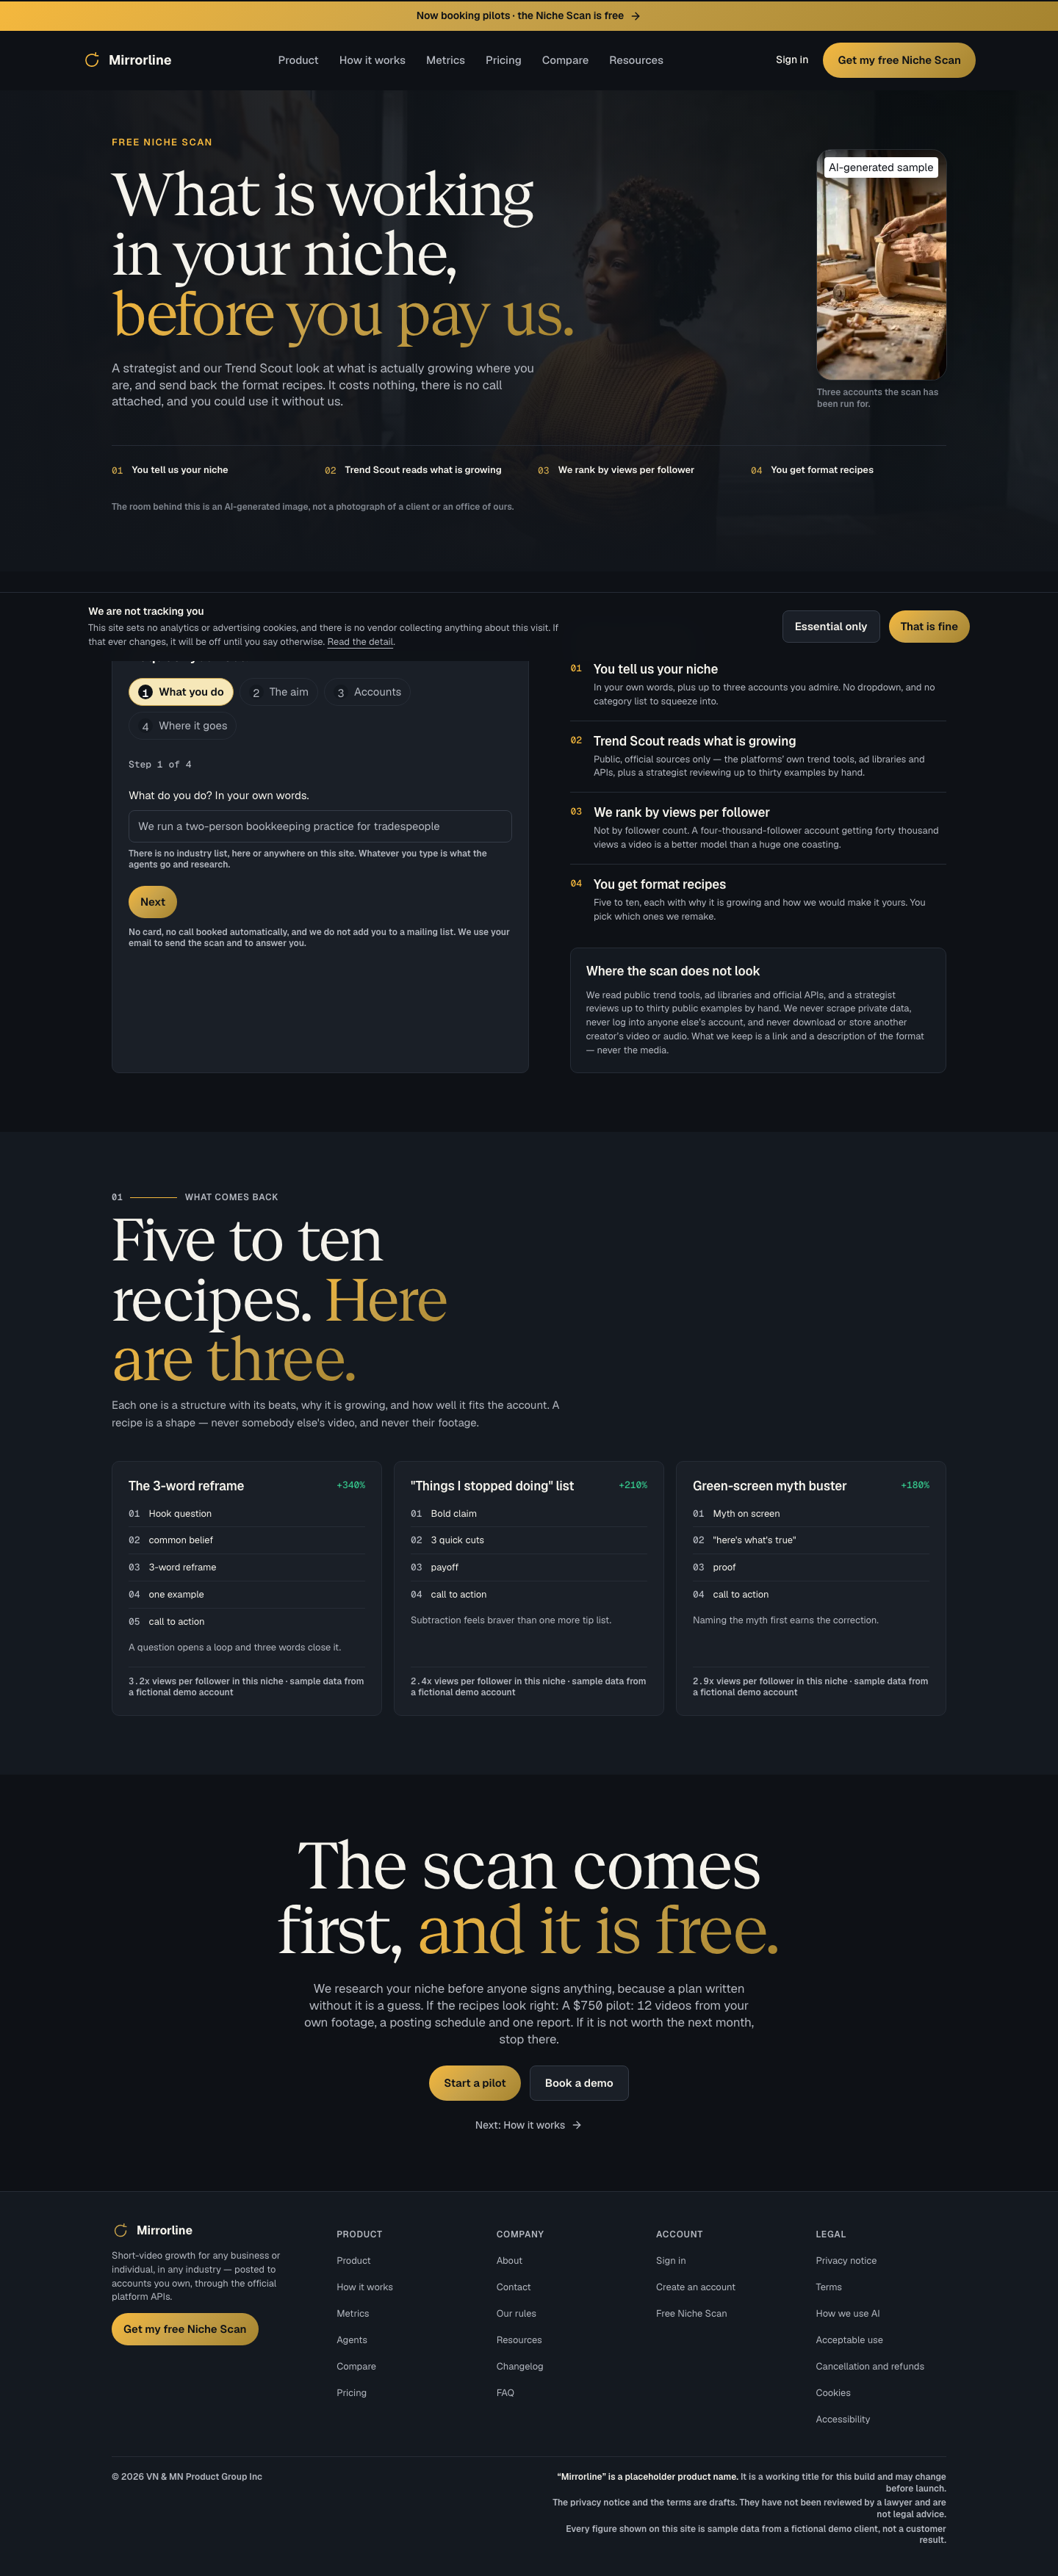 Now booking pilots · the Niche Scan is free →
Mirrorline
Product
How it works
Metrics
Pricing
Compare
Resources
Sign in
Get my free Niche Scan
FREE NICHE SCAN
What is working
in your niche,
before you pay us.
A strategist and our Trend Scout look at what is actually growing where you
are, and send back the format recipes. It costs nothing, there is no call
attached, and you could use it without us.
AI-generated sample
Three accounts the scan has
been run for.
01 You tell us your niche
02 Trend Scout reads what is growing
03 We rank by views per follower
04 You get format recipes
The room behind this is an AI-generated image, not a photograph of a client or an office of ours.
We are not tracking you
This site sets no analytics or advertising cookies, and there is no vendor collecting anything about this visit. If
that ever changes, it will be off until you say otherwise. Read the detail.
Essential only
That is fine
1 What you do
2 The aim
3 Accounts
4 Where it goes
Step 1 of 4
What do you do? In your own words.
We run a two-person bookkeeping practice for tradespeople
There is no industry list, here or anywhere on this site. Whatever you type is what the
agents go and research.
Next
No card, no call booked automatically, and we do not add you to a mailing list. We use your
email to send the scan and to answer you.
01 You tell us your niche
In your own words, plus up to three accounts you admire. No dropdown, and no
category list to squeeze into.
02 Trend Scout reads what is growing
Public, official sources only — the platforms' own trend tools, ad libraries and
APIs, plus a strategist reviewing up to thirty examples by hand.
03 We rank by views per follower
Not by follower count. A four-thousand-follower account getting forty thousand
views a video is a better model than a huge one coasting.
04 You get format recipes
Five to ten, each with why it is growing and how we would make it yours. You
pick which ones we remake.
Where the scan does not look
We read public trend tools, ad libraries and official APIs, and a strategist
reviews up to thirty public examples by hand. We never scrape private data,
never log into anyone else's account, and never download or store another
creator's video or audio. What we keep is a link and a description of the format
— never the media.
01 WHAT COMES BACK
Five to ten
recipes. Here
are three.
Each one is a structure with its beats, why it is growing, and how well it fits the account. A
recipe is a shape — never somebody else's video, and never their footage.
The 3-word reframe +340%
01 Hook question
02 common belief
03 3-word reframe
04 one example
05 call to action
A question opens a loop and three words close it.
3.2x views per follower in this niche · sample data from
a fictional demo account
"Things I stopped doing" list +210%
01 Bold claim
02 3 quick cuts
03 payoff
04 call to action
Subtraction feels braver than one more tip list.
2.4x views per follower in this niche · sample data from
a fictional demo account
Green-screen myth buster +180%
01 Myth on screen
02 "here's what's true"
03 proof
04 call to action
Naming the myth first earns the correction.
2.9x views per follower in this niche · sample data from
a fictional demo account
The scan comes
first, and it is free.
We research your niche before anyone signs anything, because a plan written
without it is a guess. If the recipes look right: A $750 pilot: 12 videos from your
own footage, a posting schedule and one report. If it is not worth the next month,
stop there.
Start a pilot
Book a demo
Next: How it works →
Mirrorline
Short-video growth for any business or
individual, in any industry — posted to
accounts you own, through the official
platform APIs.
Get my free Niche Scan
PRODUCT
Product
How it works
Metrics
Agents
Compare
Pricing
COMPANY
About
Contact
Our rules
Resources
Changelog
FAQ
ACCOUNT
Sign in
Create an account
Free Niche Scan
LEGAL
Privacy notice
Terms
How we use AI
Acceptable use
Cancellation and refunds
Cookies
Accessibility
© 2026 VN & MN Product Group Inc
“Mirrorline” is a placeholder product name. It is a working title for this build and may change
before launch.
The privacy notice and the terms are drafts. They have not been reviewed by a lawyer and are
not legal advice.
Every figure shown on this site is sample data from a fictional demo client, not a customer
result.